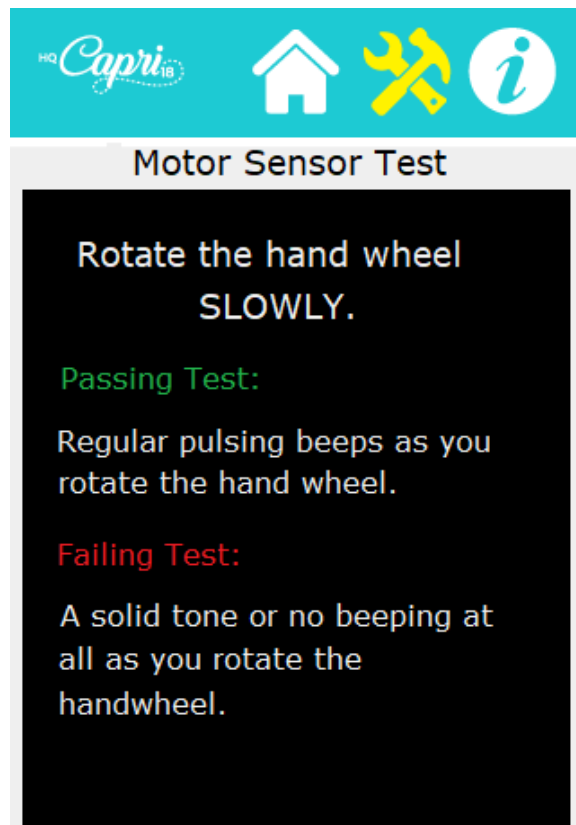 HQ Capri 18
i
Motor Sensor Test
Rotate the hand wheel
SLOWLY.
Passing Test:
Regular pulsing beeps as you
rotate the hand wheel.
Failing Test:
A solid tone or no beeping at
all as you rotate the
handwheel.